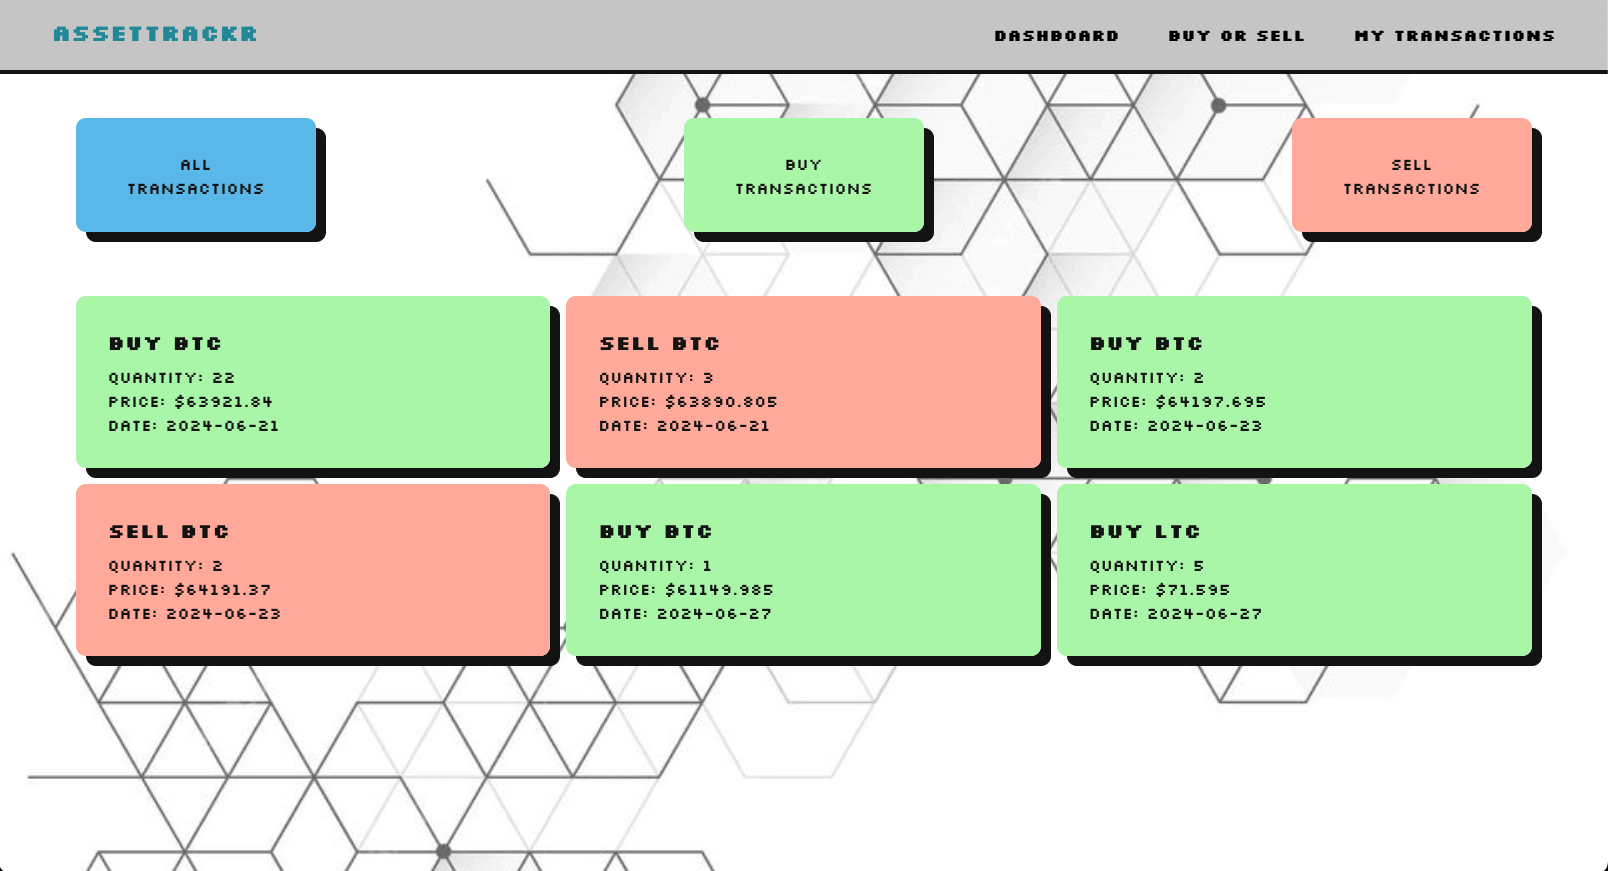 ASSETTRACKR
DASHBOARD
BUY OR SELL
MY TRANSACTIONS
ALL
TRANSACTIONS
BUY
TRANSACTIONS
SELL
TRANSACTIONS
BUY BTC
QUANTITY: 22
PRICE: $63921.84
DATE: 2024-06-21
SELL BTC
QUANTITY: 3
PRICE: $63890.805
DATE: 2024-06-21
BUY BTC
QUANTITY: 2
PRICE: $64197.695
DATE: 2024-06-23
SELL BTC
QUANTITY: 2
PRICE: $64191.37
DATE: 2024-06-23
BUY BTC
QUANTITY: 1
PRICE: $61149.985
DATE: 2024-06-27
BUY LTC
QUANTITY: 5
PRICE: $71.595
DATE: 2024-06-27